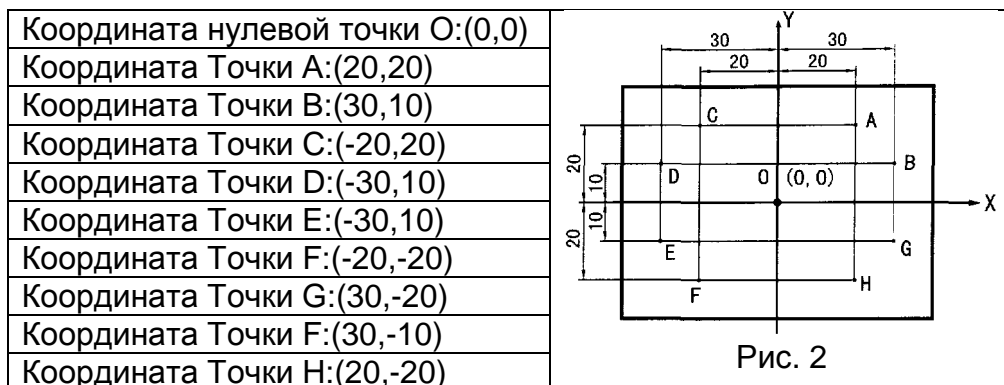 Координата нулевой точки O:(0,0)
Координата Точки A:(20,20)
Координата Точки B:(30,10)
Координата Точки C:(-20,20)
Координата Точки D:(-30,10)
Координата Точки E:(-30,10)
Координата Точки F:(-20,-20)
Координата Точки G:(30,-20)
Координата Точки F:(30,-10)
Координата Точки H:(20,-20)
Y
30 30
20 20
C A
20 10 D O (0, 0) B
X
20 10 E G
F H
Рис. 2